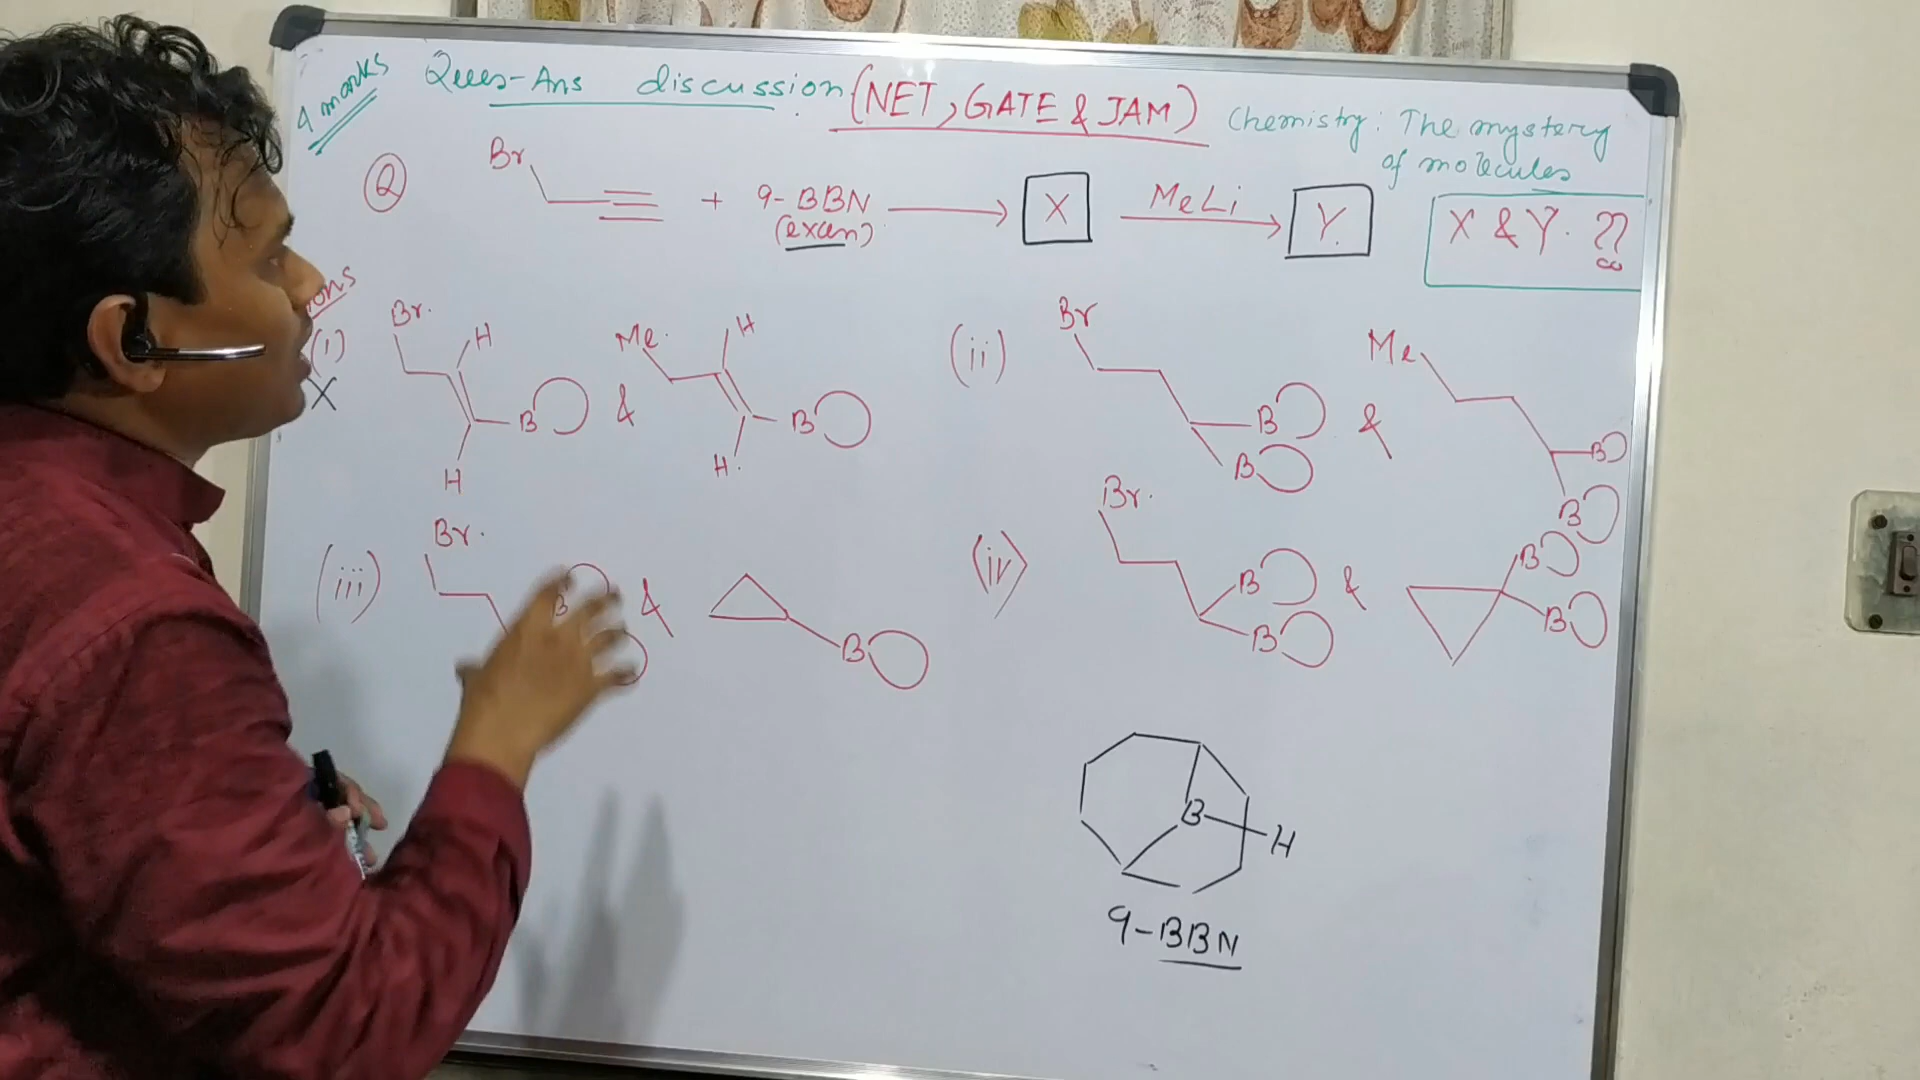 4 marks
Ques-Ans discussion (NET, GATE & JAM) Chemistry: The mystery
of molecules
Q Br + 9-BBN X MeLi Y X & Y. ??
ons
(i) Br. H B H & Me. H B H.
X
(ii) Br B B & Me B B
(iii) Br. B & B
(iv) Br. B B & B B
B H
9-BBN